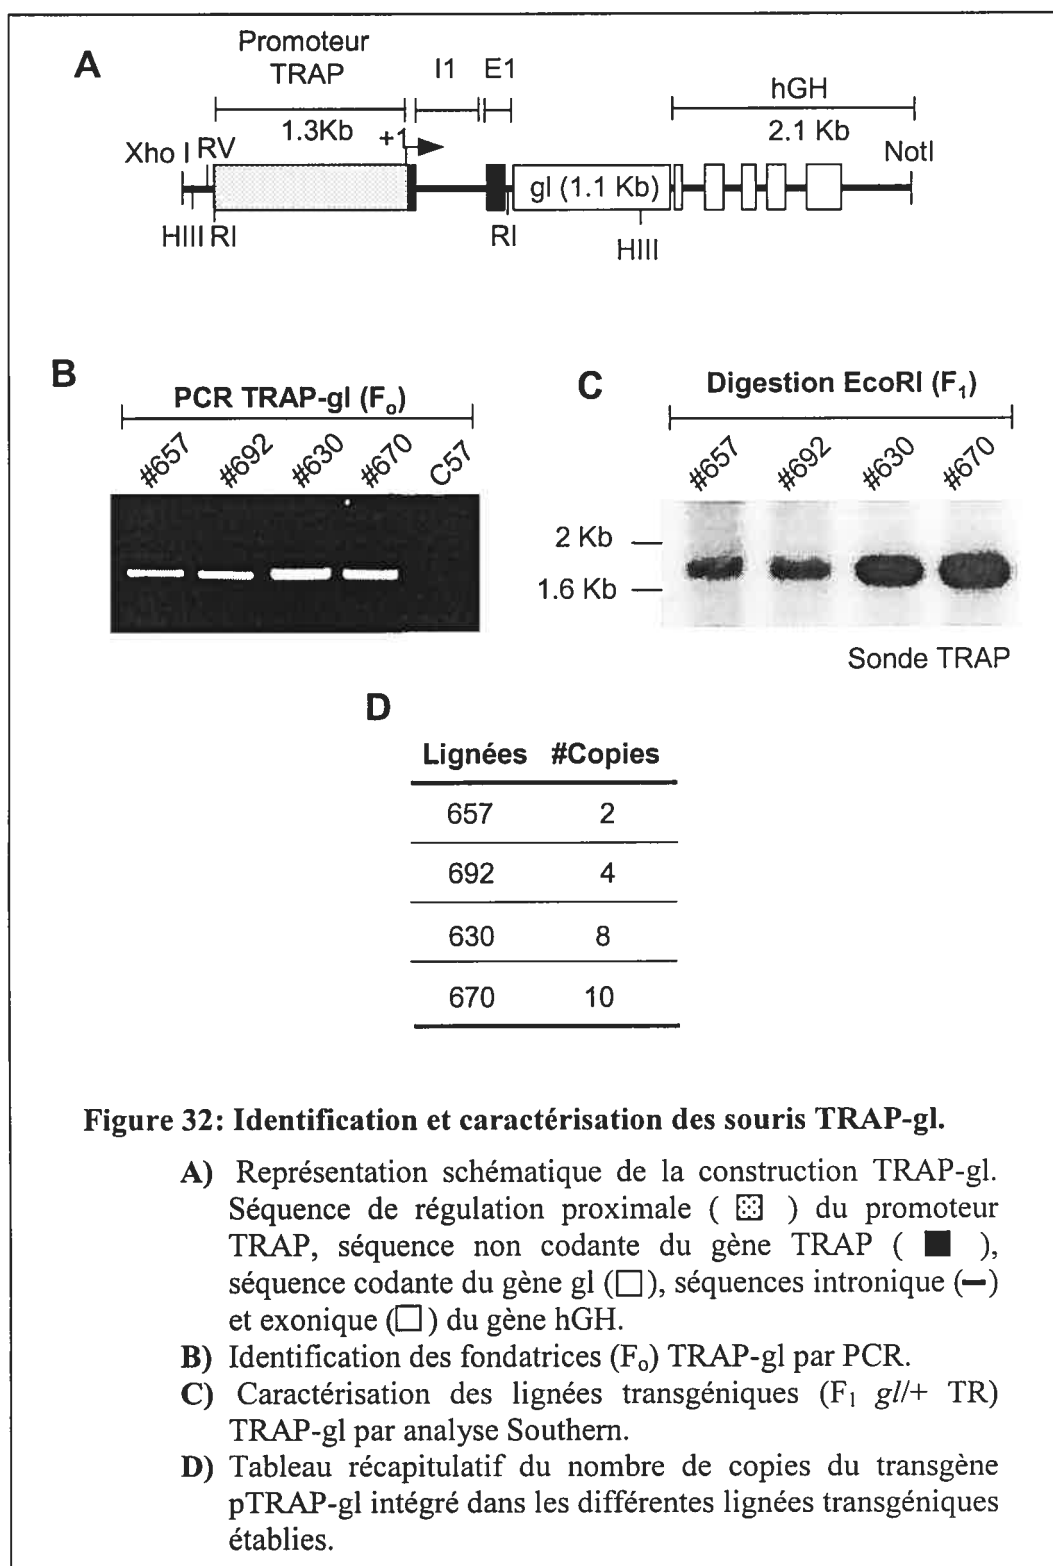 A
Promoteur
TRAP
I1
E1
hGH
1.3Kb
+1
2.1 Kb
Xho I
RV
NotI
gl (1.1 Kb)
HIII
RI
RI
HIII
B
PCR TRAP-gl (Fo)
#657
#692
#630
#670
C57
C
Digestion EcoRI (F1)
#657
#692
#630
#670
2 Kb
1.6 Kb
Sonde TRAP
D
Lignées #Copies
657 2
692 4
630 8
670 10
Figure 32: Identification et caractérisation des souris TRAP-gl.
A) Représentation schématique de la construction TRAP-gl.
Séquence de régulation proximale ( ) du promoteur
TRAP, séquence non codante du gène TRAP ( ),
séquence codante du gène gl ( ), séquences intronique ( )
et exonique ( ) du gène hGH.
B) Identification des fondatrices (Fo) TRAP-gl par PCR.
C) Caractérisation des lignées transgéniques (F1 gl/+ TR)
TRAP-gl par analyse Southern.
D) Tableau récapitulatif du nombre de copies du transgène
pTRAP-gl intégré dans les différentes lignées transgéniques
établies.